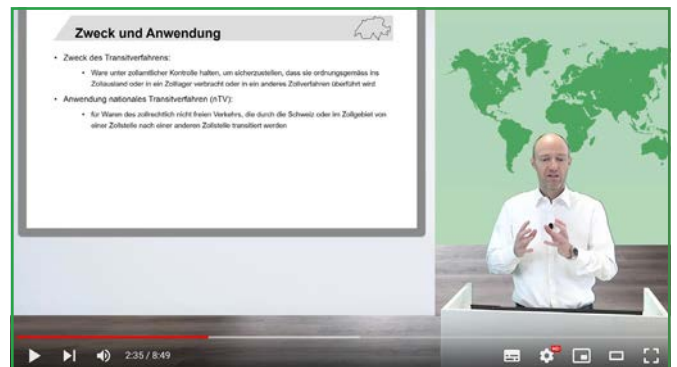 Zweck und Anwendung
• Zweck des Transitverfahrens:
• Ware unter zollamtlicher Kontrolle halten, um sicherzustellen, dass sie ordnungsgemäss ins
Zollausland oder in ein Zolllager verbracht oder in ein anderes Zollverfahren überführt wird
• Anwendung nationales Transitverfahren (nTV):
• für Waren des zollrechtlich nicht freien Verkehrs, die durch die Schweiz oder im Zollgebiet von
einer Zollstelle nach einer anderen Zollstelle transitiert werden
2:35 / 8:49
HD